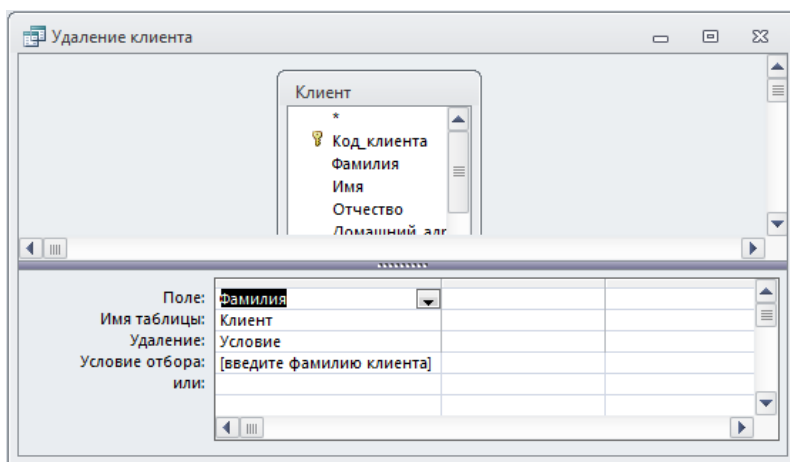 Удаление клиента
Клиент
*
Код_клиента
Фамилия
Имя
Отчество
Домашний_адр
Поле: Фамилия
Имя таблицы: Клиент
Удаление: Условие
Условие отбора: [введите фамилию клиента]
или: